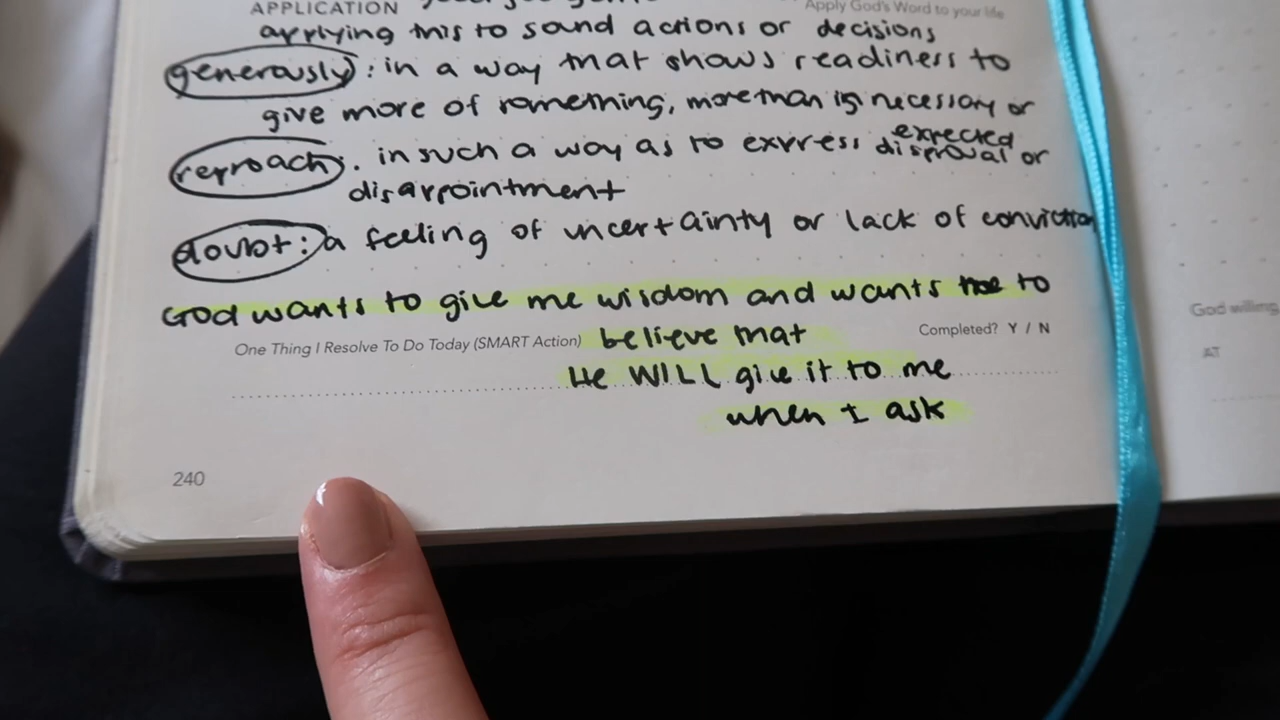 APPLICATION
Apply God's Word to your life
applying this to sound actions or decisions
generously: in a way that shows readiness to
give more of something, more than is necessary or
expected
reproach: in such a way as to express disproval or
disappointment
doubt: a feeling of uncertainty or lack of conviction
God wants to give me wisdom and wants me to
One Thing I Resolve To Do Today (SMART Action)
believe that
Completed? Y / N
He WILL give it to me
when I ask
240
God willing,
AT